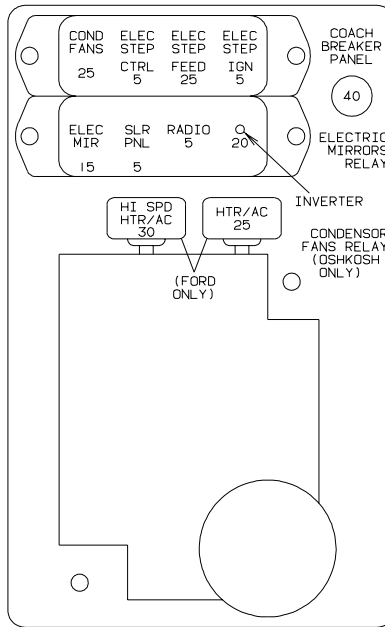 COND ELEC ELEC ELEC
FANS STEP STEP STEP
25 CTRL FEED IGN
5 25 5
COACH
BREAKER
PANEL
40
ELEC SLR RADIO
MIR PNL 5 20
15 5
ELECTRIC
MIRRORS
RELAY
INVERTER
HI SPD
HTR/AC
30
HTR/AC
25
(FORD
ONLY)
CONDENSOR
FANS RELAY
(OSHKOSH
ONLY)